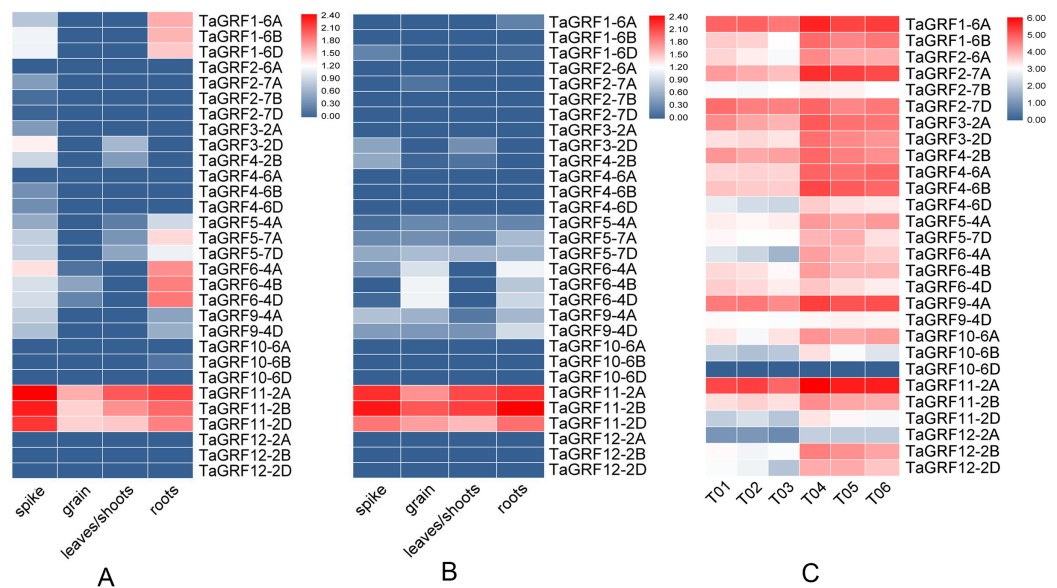 TaGRF1-6A
TaGRF1-6B
TaGRF1-6D
TaGRF2-6A
TaGRF2-7A
TaGRF2-7B
TaGRF2-7D
TaGRF3-2A
TaGRF3-2D
TaGRF4-2B
TaGRF4-6A
TaGRF4-6B
TaGRF4-6D
TaGRF5-4A
TaGRF5-7A
TaGRF5-7D
TaGRF6-4A
TaGRF6-4B
TaGRF6-4D
TaGRF9-4A
TaGRF9-4D
TaGRF10-6A
TaGRF10-6B
TaGRF10-6D
TaGRF11-2A
TaGRF11-2B
TaGRF11-2D
TaGRF12-2A
TaGRF12-2B
TaGRF12-2D
spike
grain
leaves/shoots
roots
2.40
2.10
1.80
1.50
1.20
0.90
0.60
0.30
0.00
A
TaGRF1-6A
TaGRF1-6B
TaGRF1-6D
TaGRF2-6A
TaGRF2-7A
TaGRF2-7B
TaGRF2-7D
TaGRF3-2A
TaGRF3-2D
TaGRF4-2B
TaGRF4-6A
TaGRF4-6B
TaGRF4-6D
TaGRF5-4A
TaGRF5-7A
TaGRF5-7D
TaGRF6-4A
TaGRF6-4B
TaGRF6-4D
TaGRF9-4A
TaGRF9-4D
TaGRF10-6A
TaGRF10-6B
TaGRF10-6D
TaGRF11-2A
TaGRF11-2B
TaGRF11-2D
TaGRF12-2A
TaGRF12-2B
TaGRF12-2D
spike
grain
leaves/shoots
roots
2.40
2.10
1.80
1.50
1.20
0.90
0.60
0.30
0.00
B
TaGRF1-6A
TaGRF1-6B
TaGRF2-6A
TaGRF2-7A
TaGRF2-7B
TaGRF2-7D
TaGRF3-2A
TaGRF3-2D
TaGRF4-2B
TaGRF4-6A
TaGRF4-6B
TaGRF4-6D
TaGRF5-4A
TaGRF5-7D
TaGRF6-4A
TaGRF6-4B
TaGRF6-4D
TaGRF9-4A
TaGRF9-4D
TaGRF10-6A
TaGRF10-6B
TaGRF10-6D
TaGRF11-2A
TaGRF11-2B
TaGRF11-2D
TaGRF12-2A
TaGRF12-2B
TaGRF12-2D
T01
T02
T03
T04
T05
T06
6.00
5.00
4.00
3.00
2.00
1.00
0.00
C